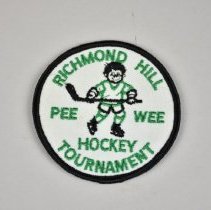 RICHMOND HILL
PEE WEE
HOCKEY
TOURNAMENT